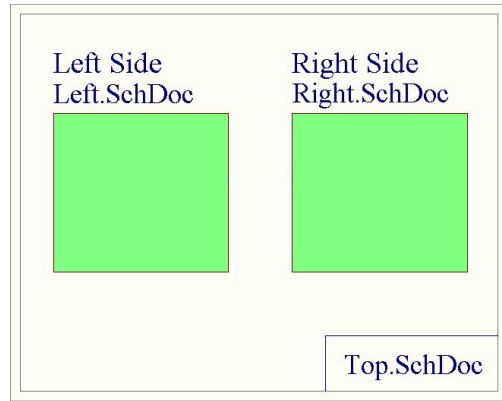 Left Side
Left.SchDoc
Right Side
Right.SchDoc
Top.SchDoc